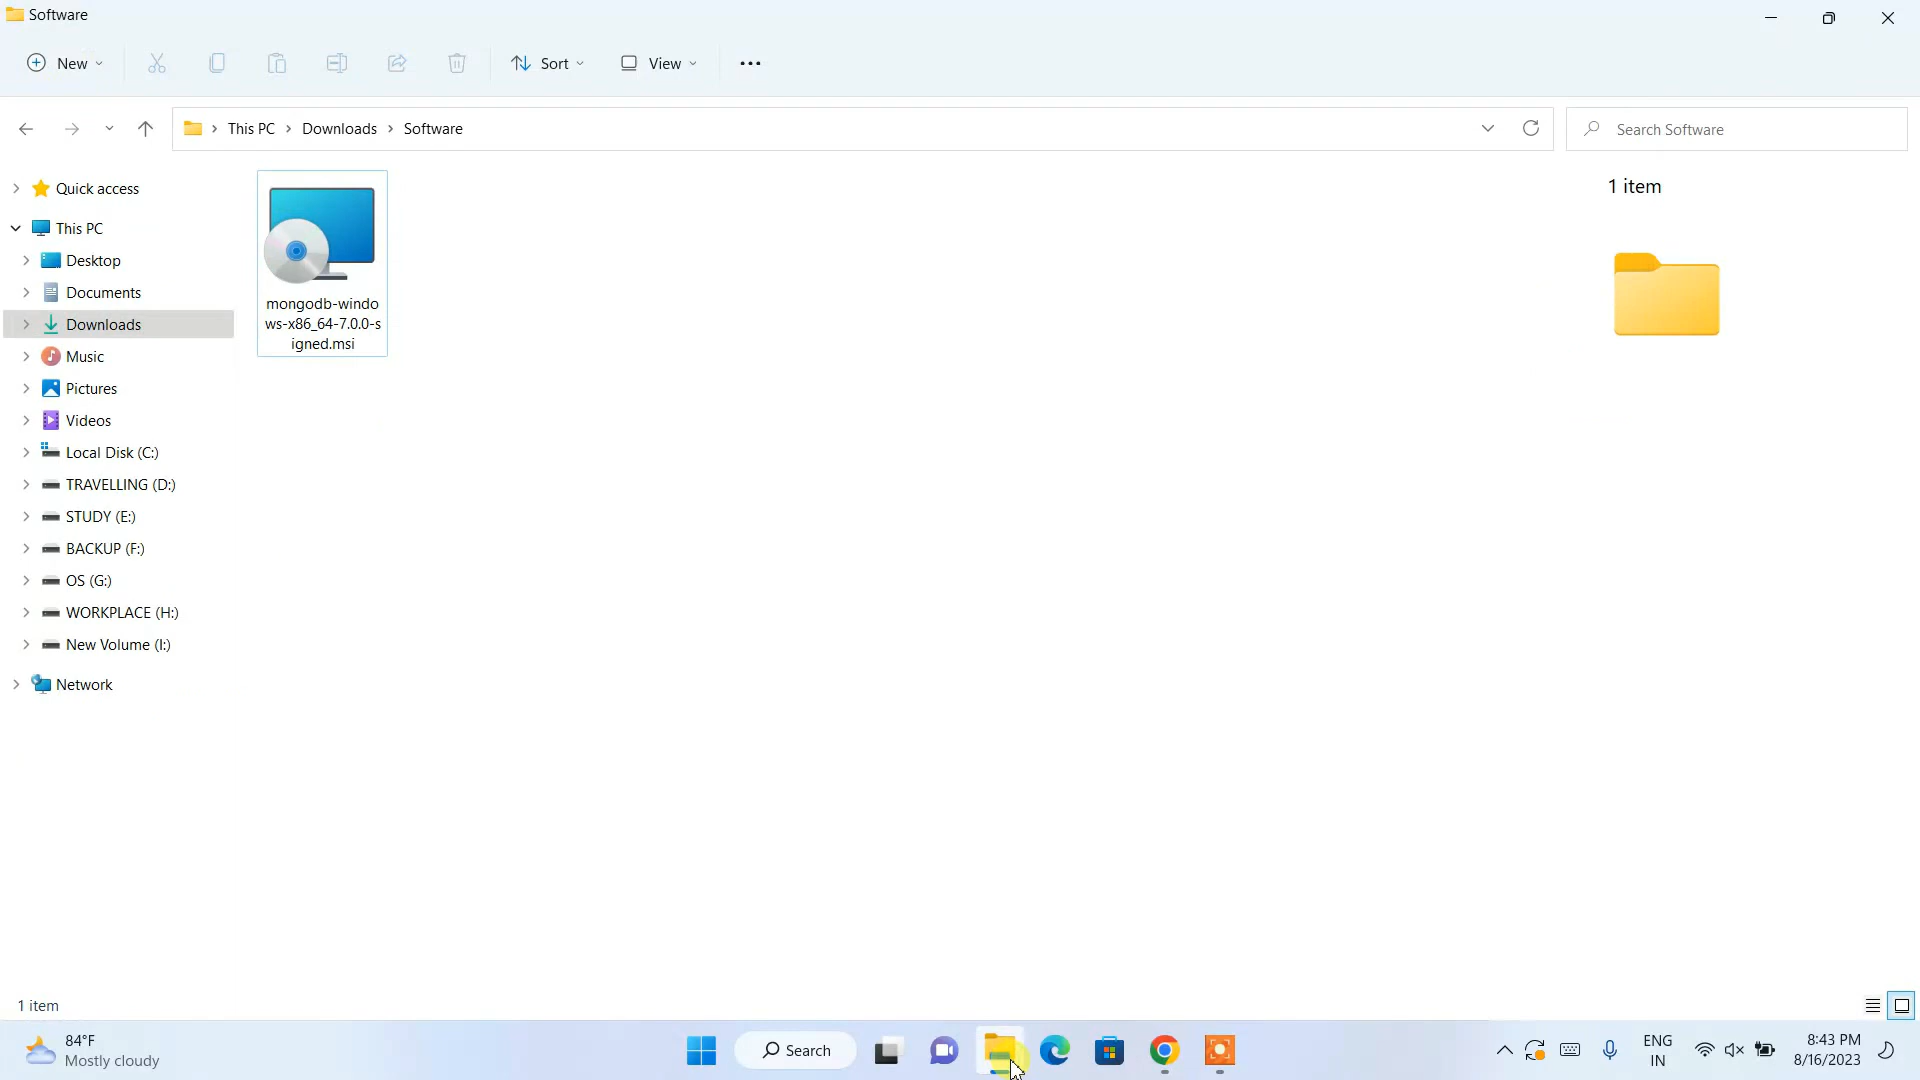 Software
New
Sort
View
This PC
Downloads
Software
Search Software
Quick access
This PC
Desktop
Documents
Downloads
Music
Pictures
Videos
Local Disk (C:)
TRAVELLING (D:)
STUDY (E:)
BACKUP (F:)
OS (G:)
WORKPLACE (H:)
New Volume (I:)
Network
mongodb-windo
ws-x86_64-7.0.0-s
igned.msi
1 item
1 item
84°F
Mostly cloudy
Search
ENG
IN
8:43 PM
8/16/2023